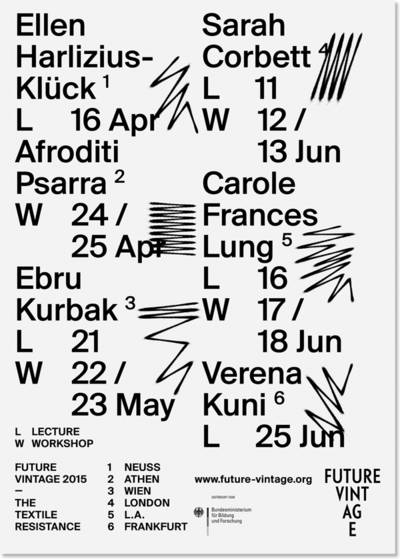 Ellen
Harlizius-
Klück 1
L 16 Apr
Afroditi
Psarra 2
W 24 /
25 Apr
Ebru
Kurbak 3
L 21
W 22 /
23 May
Sarah
Corbett 4
L 11
W 12 /
13 Jun
Carole
Frances
Lung 5
L 16
W 17 /
18 Jun
Verena
Kuni 6
L 25 Jun
L LECTURE
W WORKSHOP
FUTURE
VINTAGE 2015
—
THE
TEXTILE
RESISTANCE
1 NEUSS
2 ATHEN
3 WIEN
4 LONDON
5 L.A.
6 FRANKFURT
www.future-vintage.org
GEFÖRDERT VOM
Bundesministerium
für Bildung
und Forschung
FUTURE
VINT
AG
E